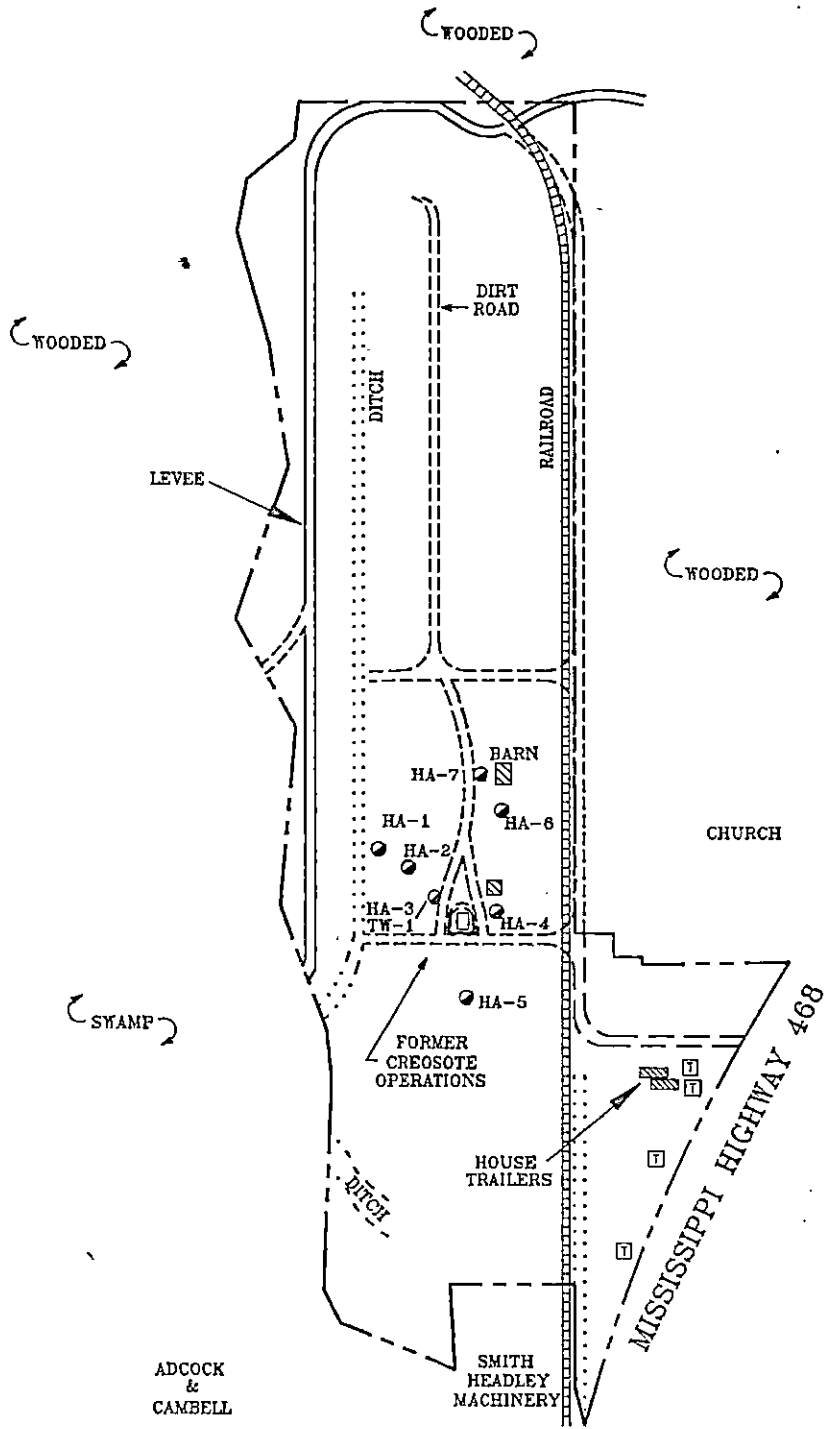 WOODED
DIRT
ROAD
WOODED
DITCH
RAILROAD
LEVEE
WOODED
BARN
HA-7
HA-6
HA-1
HA-2
CHURCH
HA-3
TW-1
HA-4
HA-5
SWAMP
FORMER
CREOSOTE
OPERATIONS
MISSISSIPPI HIGHWAY 468
T
T
HOUSE
TRAILERS
T
DITCH
T
SMITH
HEADLEY
MACHINERY
ADCOCK
&
CAMBELL